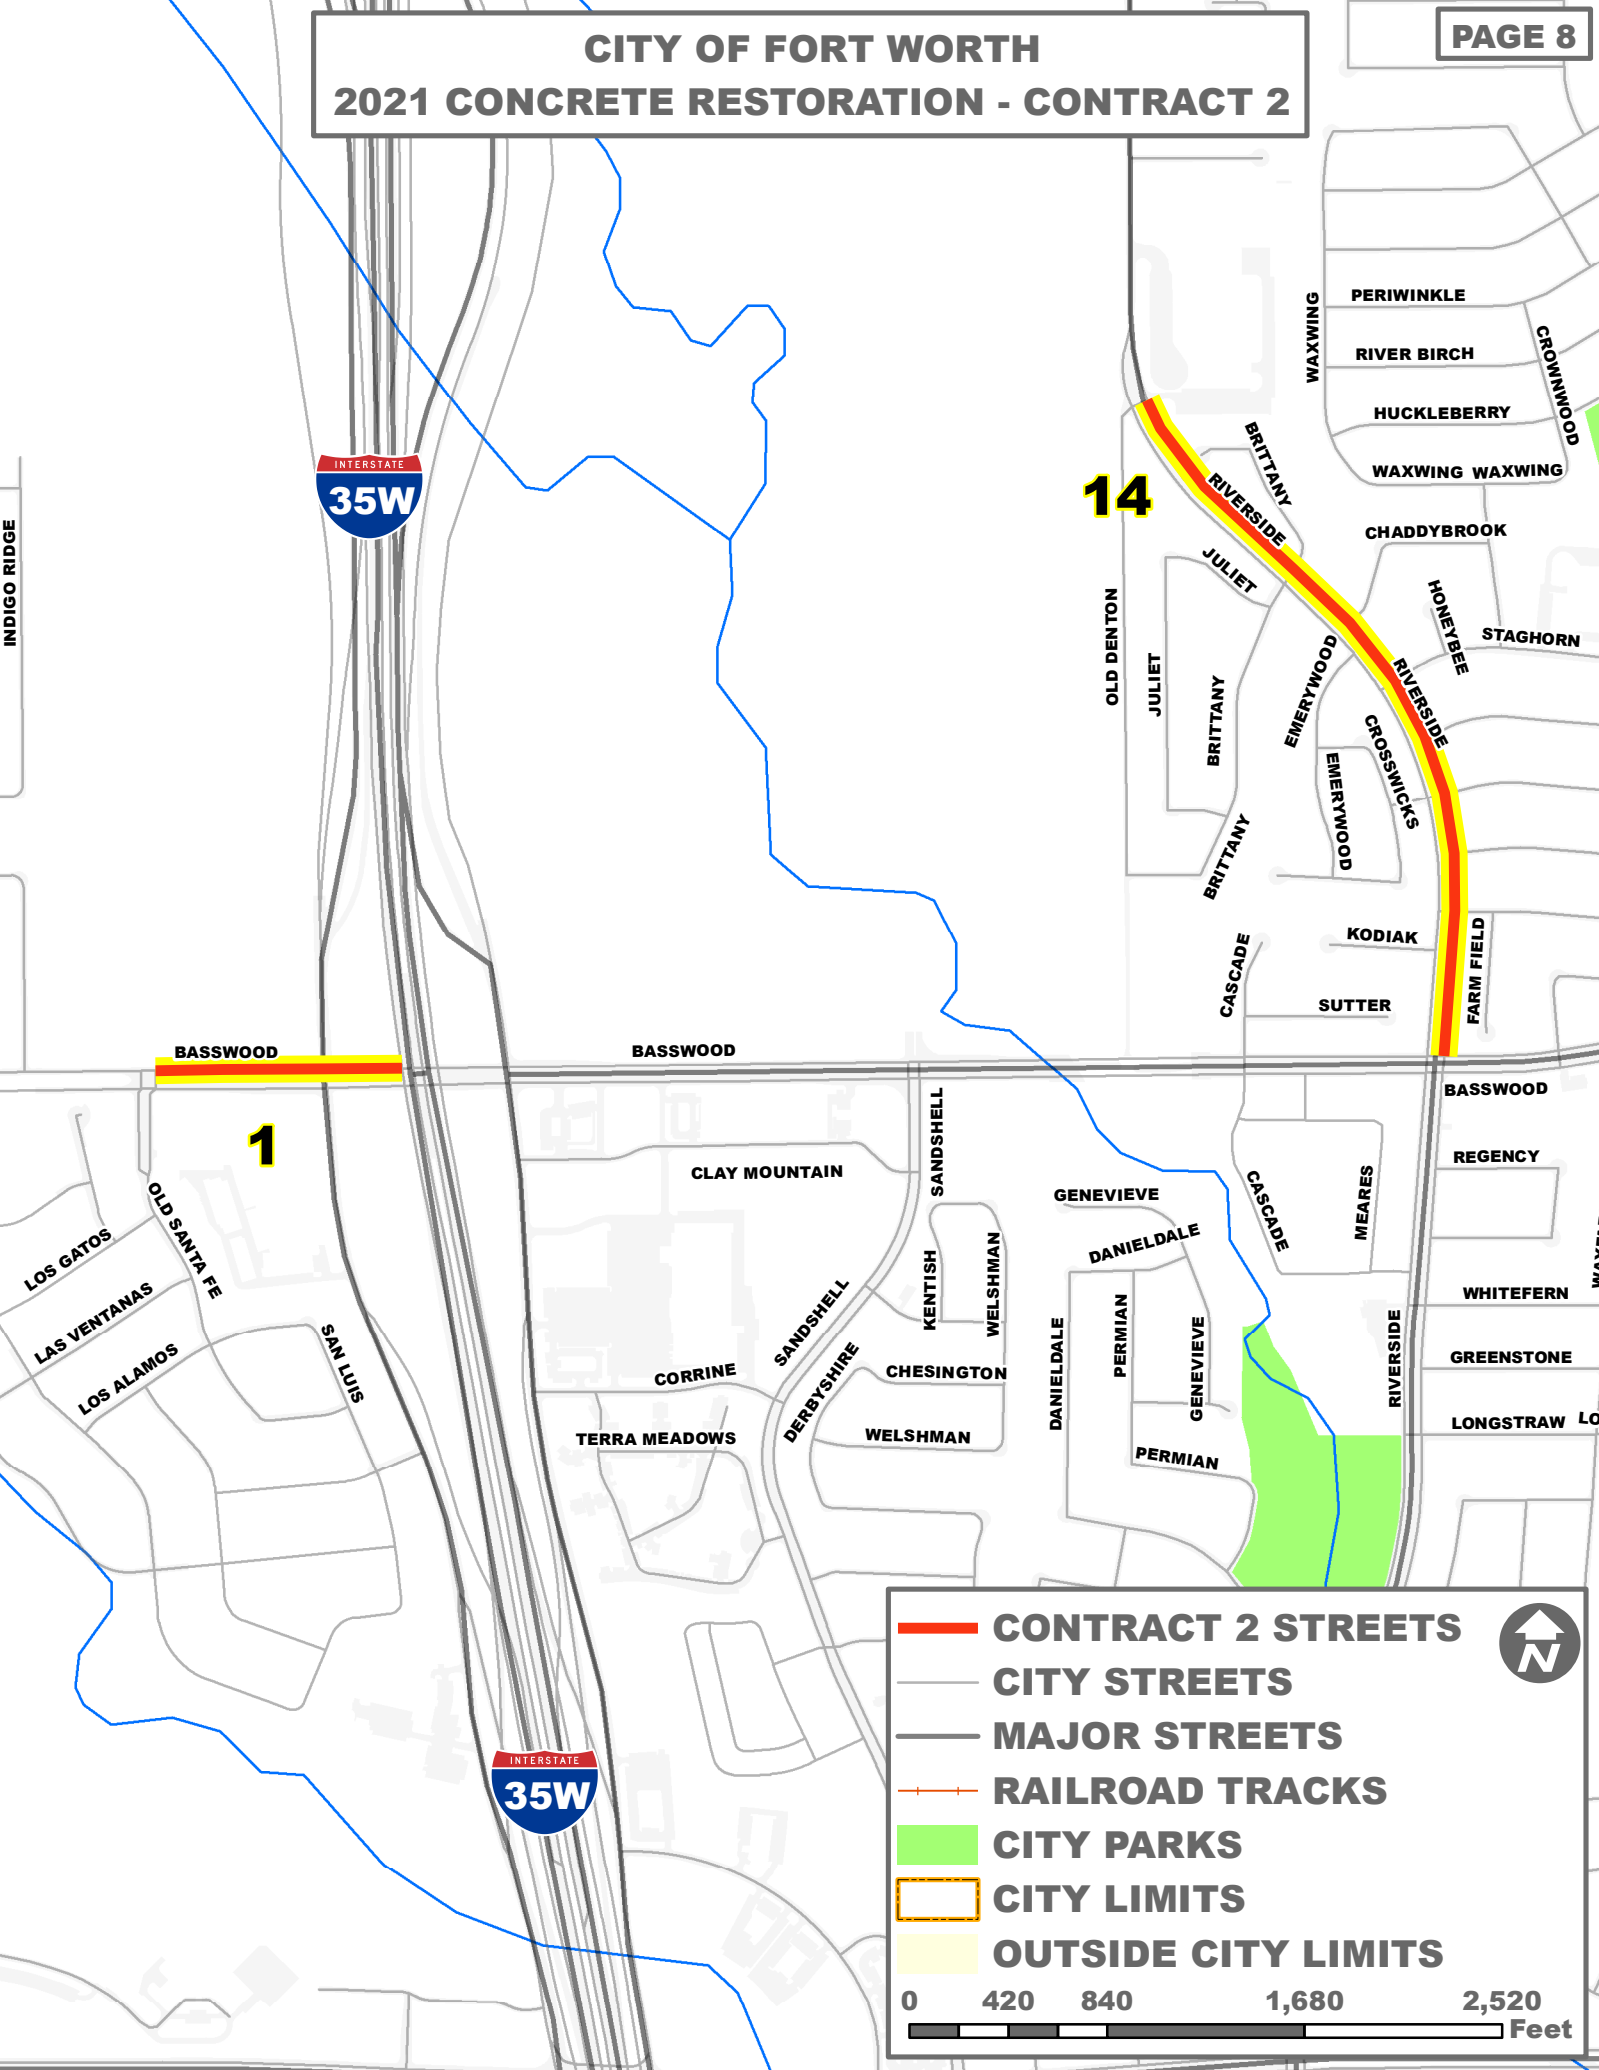 CITY OF FORT WORTH
2021 CONCRETE RESTORATION - CONTRACT 2
PAGE 8
PERIWINKLE
WAXWING
RIVER BIRCH
CROWNWOOD
HUCKLEBERRY
BRITTANY
WAXWING WAXWING
INTERSTATE
35W
14
RIVERSIDE
CHADDYBROOK
INDIGO RIDGE
JULIET
OLD DENTON
HONEYBEE
STAGHORN
JULIET
BRITTANY
EMERYWOOD
RIVERSIDE
CROSSWICKS
EMERYWOOD
BRITTANY
KODIAK
CASCADE
FARM FIELD
SUTTER
BASSWOOD
BASSWOOD
BASSWOOD
1
SANDSHELL
CLAY MOUNTAIN
REGENCY
GENEVIEVE
CASCADE
MEARES
OLD SANTA FE
LOS GATOS
DANIELDALE
KENTISH
WELSHMAN
LAS VENTANAS
SANDSHELL
PERMIAN
WHITEFERN
SAN LUIS
LOS ALAMOS
DERBYSHIRE
DANIELDALE
GENEVIEVE
RIVERSIDE
GREENSTONE
CORRINE
CHESINGTON
LONGSTRAW LO
TERRA MEADOWS
WELSHMAN
PERMIAN
INTERSTATE
35W
CONTRACT 2 STREETS
N
CITY STREETS
MAJOR STREETS
RAILROAD TRACKS
CITY PARKS
CITY LIMITS
OUTSIDE CITY LIMITS
0 420 840 1,680 2,520
Feet